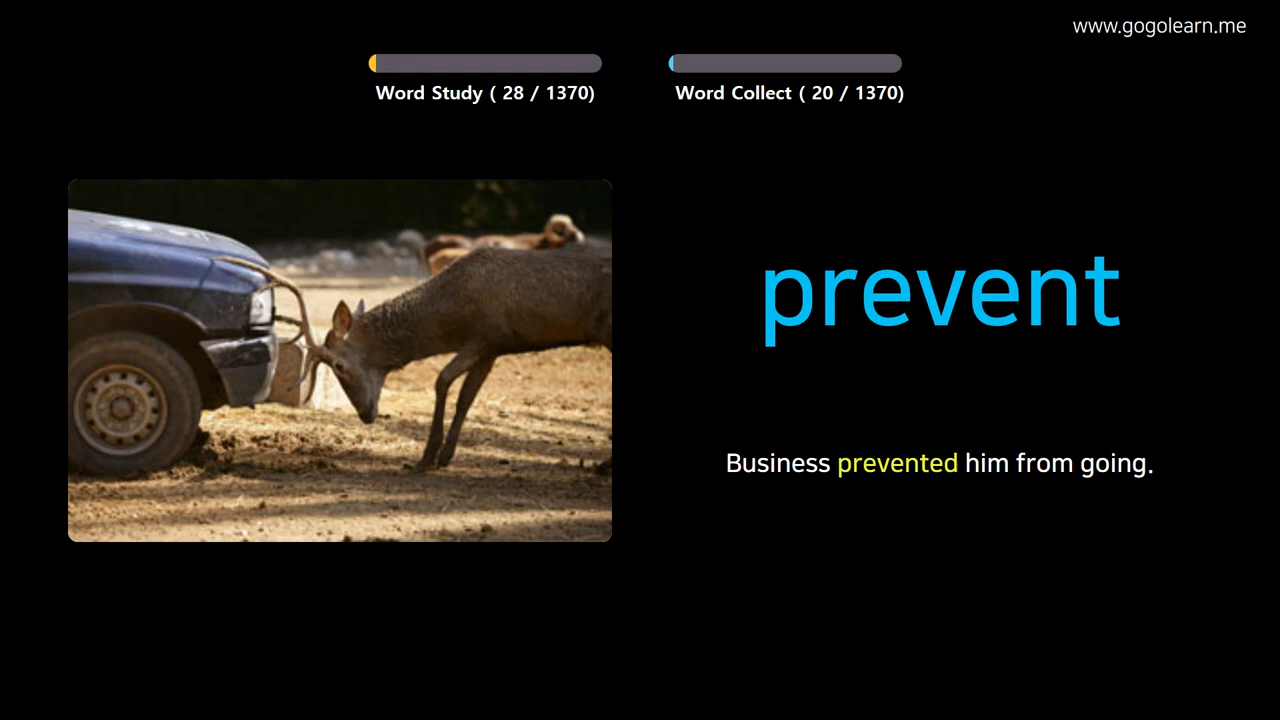 www.gogolearn.me
Word Study ( 28 / 1370)
Word Collect ( 20 / 1370)
prevent
Business prevented him from going.